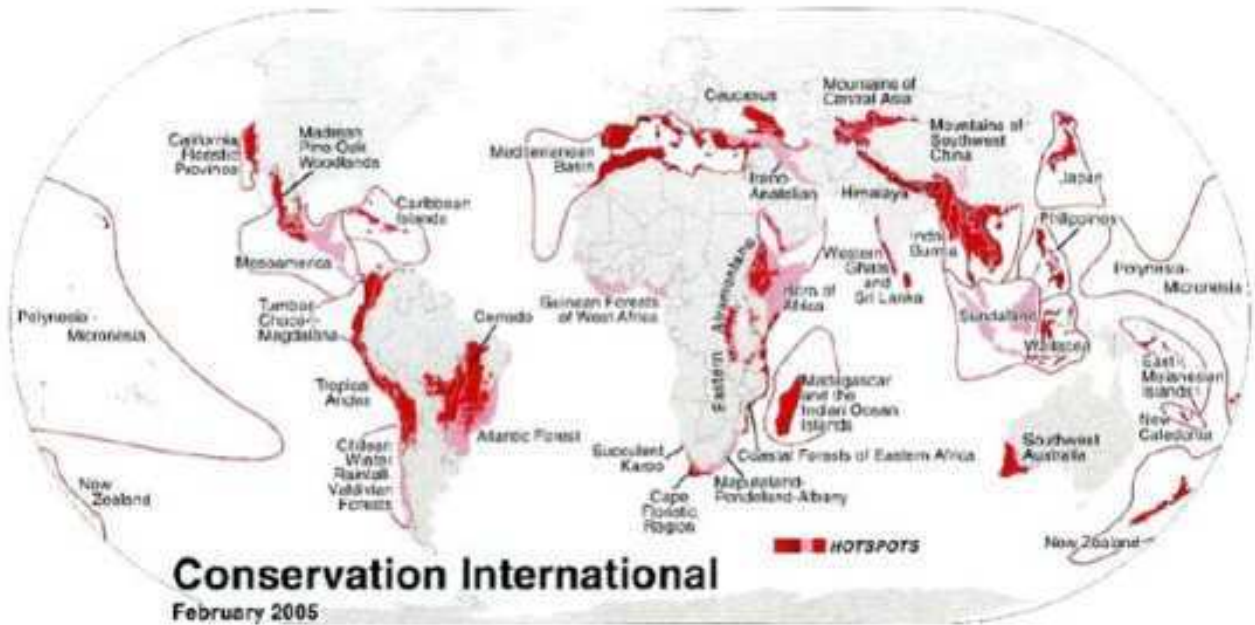 Caucasus
Mountains of
Central Asia
California
Floristic
Province
Madrean
Pine-Oak
Woodlands
Mediterranean
Basin
Mountains of
Southwest
China
Irano-
Anatolian
Himalaya
Japan
Caribbean
Islands
Mesoamerica
Philippines
Indo-
Burma
Western
Ghats
and
Sri Lanka
Polynesia-
Micronesia
Polynesia-
Micronesia
Tumbes-
Chocó-
Magdalena
Guinean Forests
of West Africa
Horn of
Africa
Eastern Afromontane
Cerrado
Sundaland
Wallacea
East
Melanesian
Islands
Tropical
Andes
Madagascar
and the
Indian Ocean
Islands
New
Caledonia
Atlantic Forest
Chilean
Winter
Rainfall-
Valdivian
Forests
Succulent
Karoo
Coastal Forests of Eastern Africa
Southwest
Australia
Maputaland-
Pondoland-Albany
Cape
Floristic
Region
New
Zealand
New Zealand
HOTSPOTS
Conservation International
February 2005